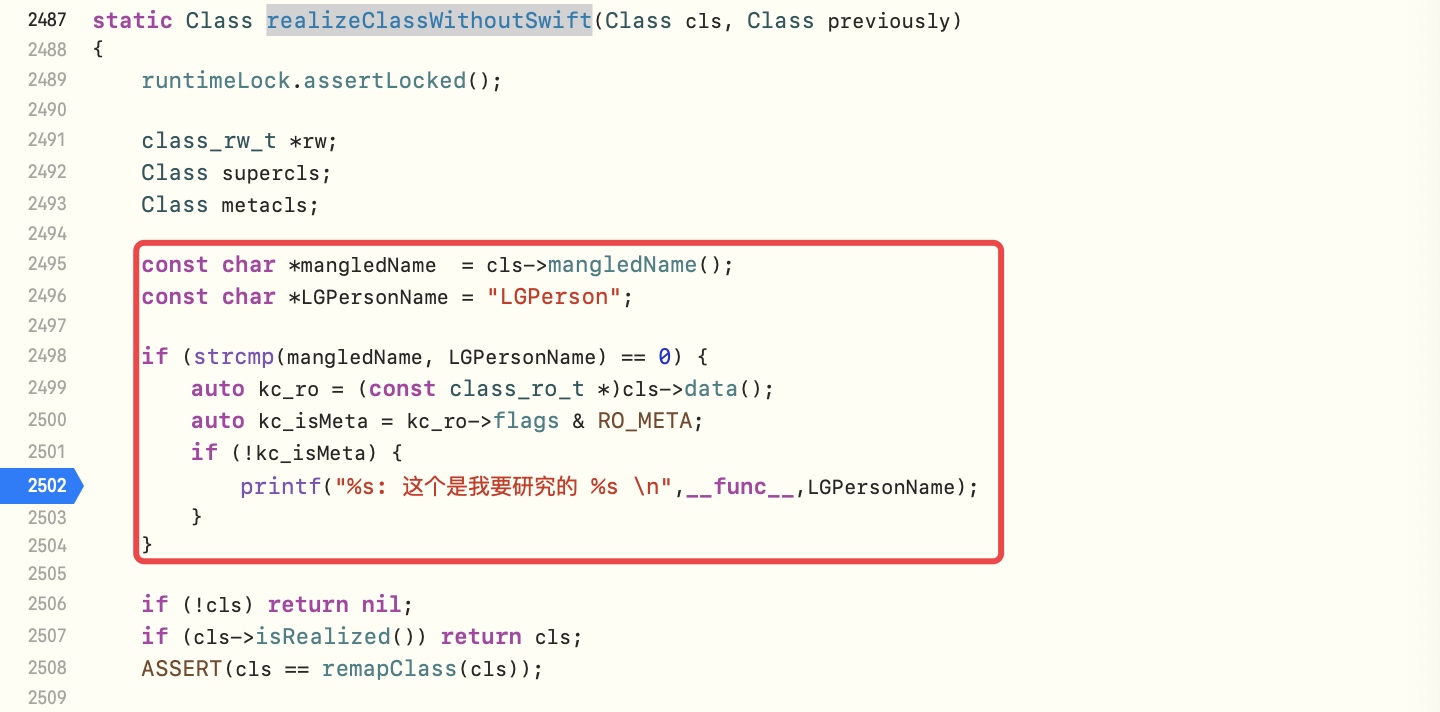 2487 static Class realizeClassWithoutSwift(Class cls, Class previously)
2488 {
2489     runtimeLock.assertLocked();
2490
2491     class_rw_t *rw;
2492     Class supercls;
2493     Class metacls;
2494
2495     const char *mangledName  = cls->mangledName();
2496     const char *LGPersonName = "LGPerson";
2497
2498     if (strcmp(mangledName, LGPersonName) == 0) {
2499         auto kc_ro = (const class_ro_t *)cls->data();
2500         auto kc_isMeta = kc_ro->flags & RO_META;
2501         if (!kc_isMeta) {
2502             printf("%s: 这个是我要研究的 %s \n",__func__,LGPersonName);
2503         }
2504     }
2505
2506     if (!cls) return nil;
2507     if (cls->isRealized()) return cls;
2508     ASSERT(cls == remapClass(cls));
2509